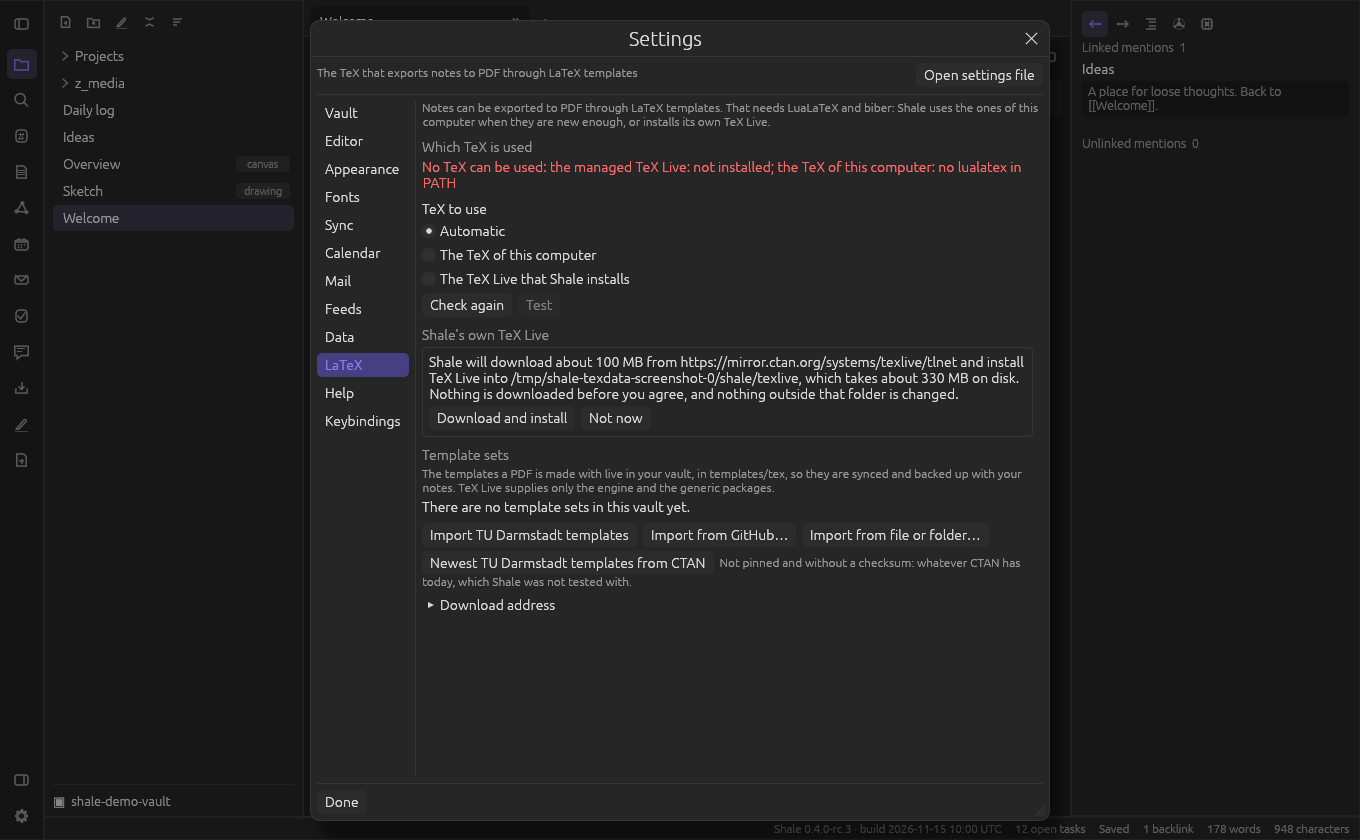 Settings
The TeX that exports notes to PDF through LaTeX templates
Open settings file
Projects
z_media
Daily log
Ideas
Overview
canvas
Sketch
drawing
Welcome
shale-demo-vault
Vault
Editor
Appearance
Fonts
Sync
Calendar
Mail
Feeds
Data
LaTeX
Help
Keybindings
Notes can be exported to PDF through LaTeX templates. That needs LuaLaTeX and biber: Shale uses the ones of this
computer when they are new enough, or installs its own TeX Live.
Which TeX is used
No TeX can be used: the managed TeX Live: not installed; the TeX of this computer: no lualatex in
PATH
TeX to use
Automatic
The TeX of this computer
The TeX Live that Shale installs
Check again
Test
Shale's own TeX Live
Shale will download about 100 MB from https://mirror.ctan.org/systems/texlive/tlnet and install
TeX Live into /tmp/shale-texdata-screenshot-0/shale/texlive, which takes about 330 MB on disk.
Nothing is downloaded before you agree, and nothing outside that folder is changed.
Download and install
Not now
Template sets
The templates a PDF is made with live in your vault, in templates/tex, so they are synced and backed up with your
notes. TeX Live supplies only the engine and the generic packages.
There are no template sets in this vault yet.
Import TU Darmstadt templates
Import from GitHub…
Import from file or folder…
Newest TU Darmstadt templates from CTAN
Not pinned and without a checksum: whatever CTAN has
today, which Shale was not tested with.
Download address
Done
Linked mentions 1
Ideas
A place for loose thoughts. Back to
[[Welcome]].
Unlinked mentions 0
Shale 0.4.0-rc.3 · build 2026-11-15 10:00 UTC
12 open tasks
Saved
1 backlink
178 words
948 characters